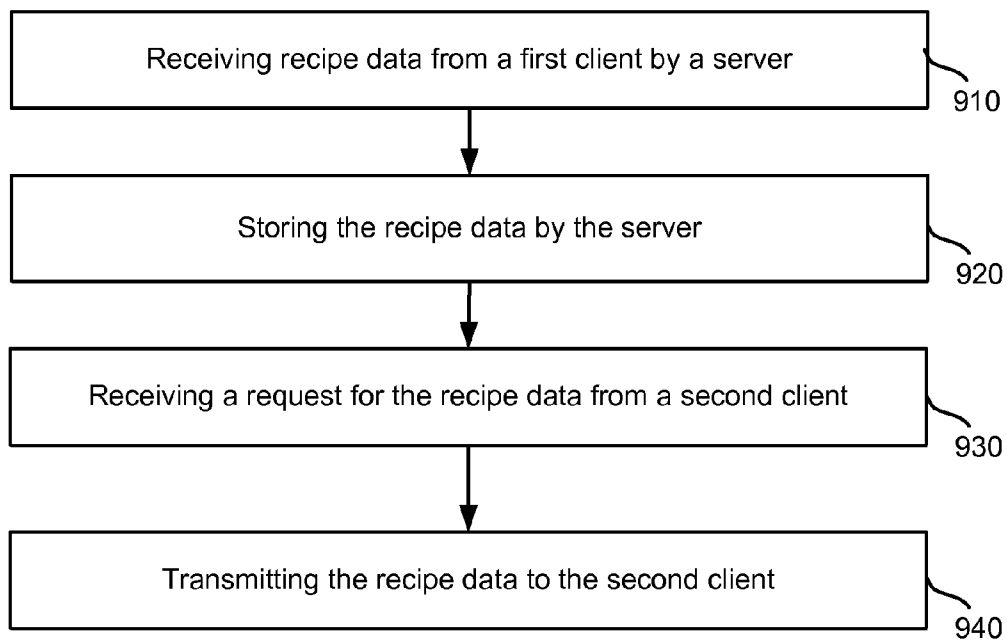 Receiving recipe data from a first client by a server
910
Storing the recipe data by the server
920
Receiving a request for the recipe data from a second client
930
Transmitting the recipe data to the second client
940